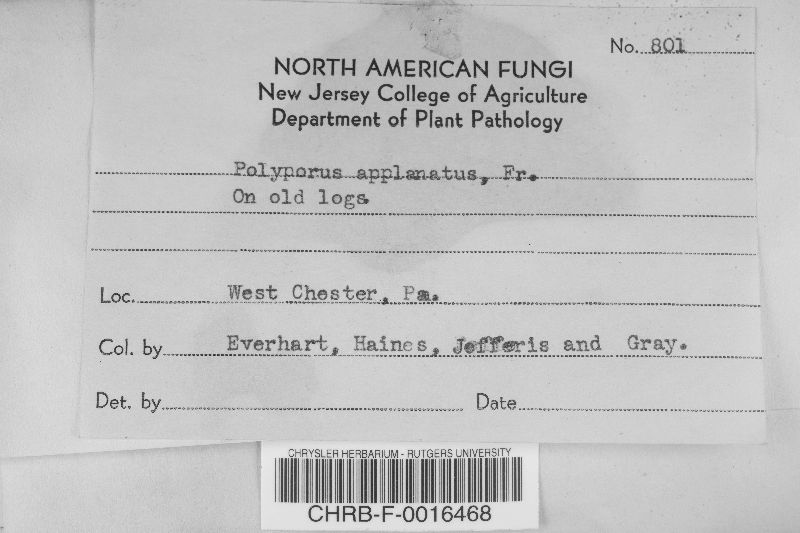 No. 801
NORTH AMERICAN FUNGI
New Jersey College of Agriculture
Department of Plant Pathology
Polyporus applanatus, Fr.
On old logs.
Loc. West Chester, Pa.
Col. by Everhart, Haines, Jefferis and Gray.
Det. by Date
CHRYSLER HERBARIUM - RUTGERS UNIVERSITY
CHRB-F-0016468